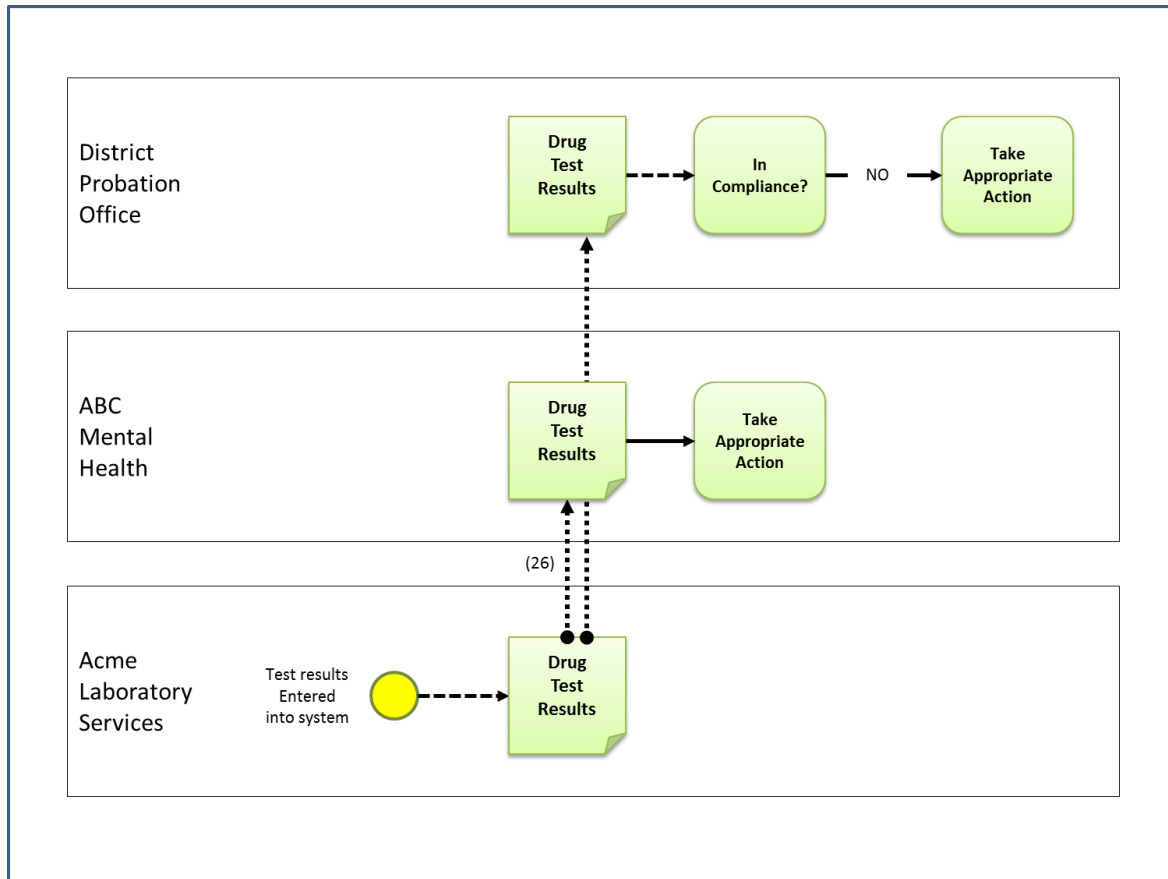 District
Probation
Office
Drug
Test
Results
In
Compliance?
NO
Take
Appropriate
Action
ABC
Mental
Health
Drug
Test
Results
Take
Appropriate
Action
(26)
Acme
Laboratory
Services
Test results
Entered
into system
Drug
Test
Results